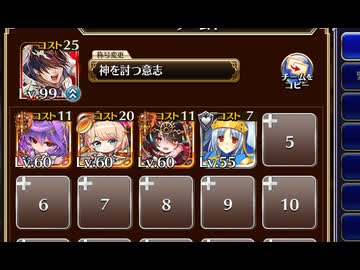 コスト25
Lv.99
称号変更
神を討つ意志
チームを
コピー
コスト11
Lv.60
コスト20
Lv.60
コスト11
Lv.60
コスト7
Lv.55
5
6
7
8
9
10